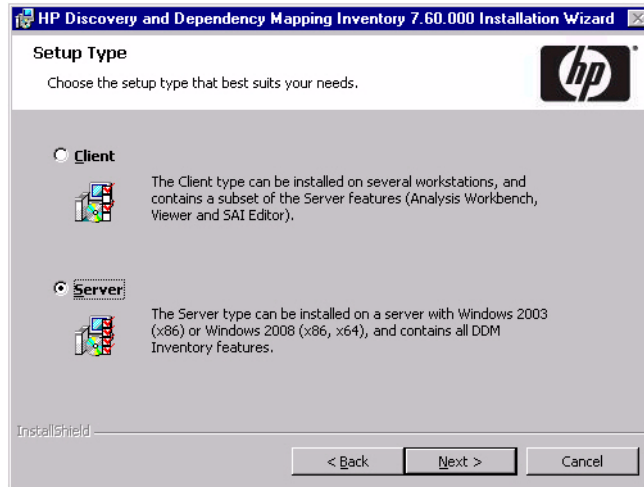 HP Discovery and Dependency Mapping Inventory 7.60.000 Installation Wizard
Setup Type
Choose the setup type that best suits your needs.
hp
Client
The Client type can be installed on several workstations, and
contains a subset of the Server features (Analysis Workbench,
Viewer and SAI Editor).
Server
The Server type can be installed on a server with Windows 2003
(x86) or Windows 2008 (x86, x64), and contains all DDM
Inventory features.
InstallShield
< Back
Next >
Cancel